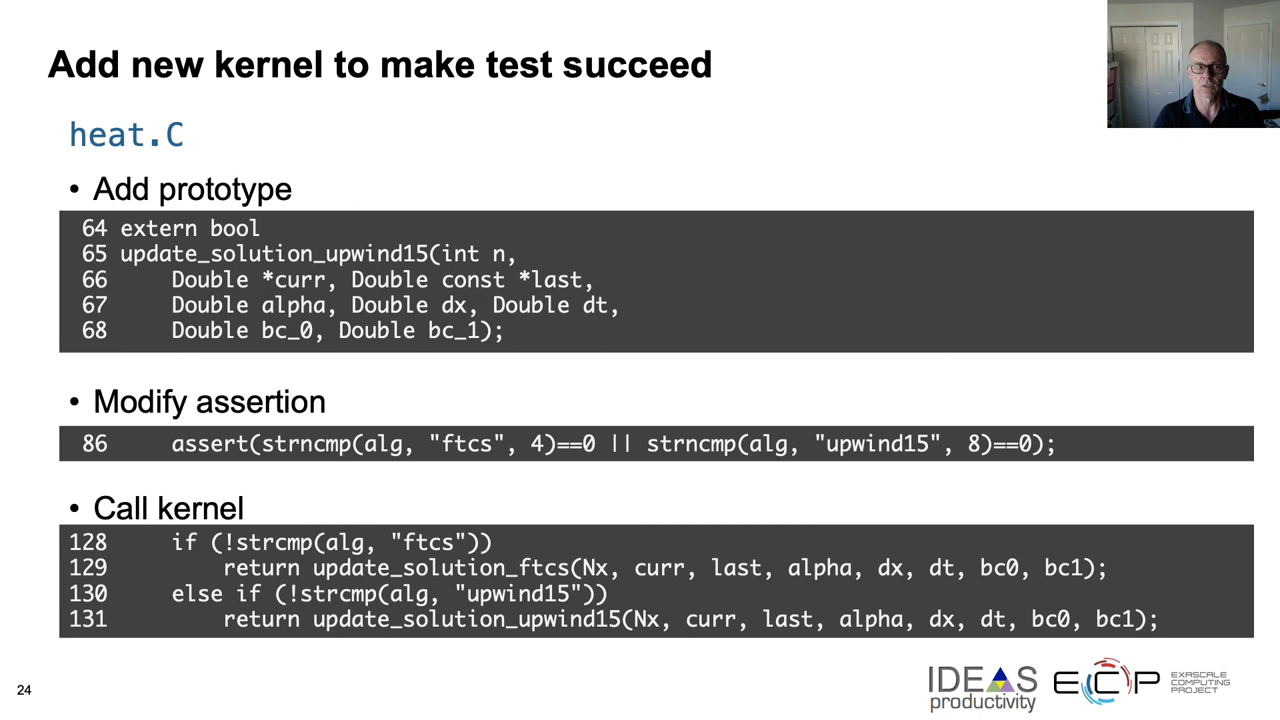 Add new kernel to make test succeed
heat.C
• Add prototype
64 extern bool
65 update_solution_upwind15(int n,
66     Double *curr, Double const *last,
67     Double alpha, Double dx, Double dt,
68     Double bc_0, Double bc_1);
• Modify assertion
86     assert(strncmp(alg, "ftcs", 4)==0 || strncmp(alg, "upwind15", 8)==0);
• Call kernel
128     if (!strcmp(alg, "ftcs"))
129         return update_solution_ftcs(Nx, curr, last, alpha, dx, dt, bc0, bc1);
130     else if (!strcmp(alg, "upwind15"))
131         return update_solution_upwind15(Nx, curr, last, alpha, dx, dt, bc0, bc1);
24
IDEAS
productivity
ECP
EXASCALE
COMPUTING
PROJECT